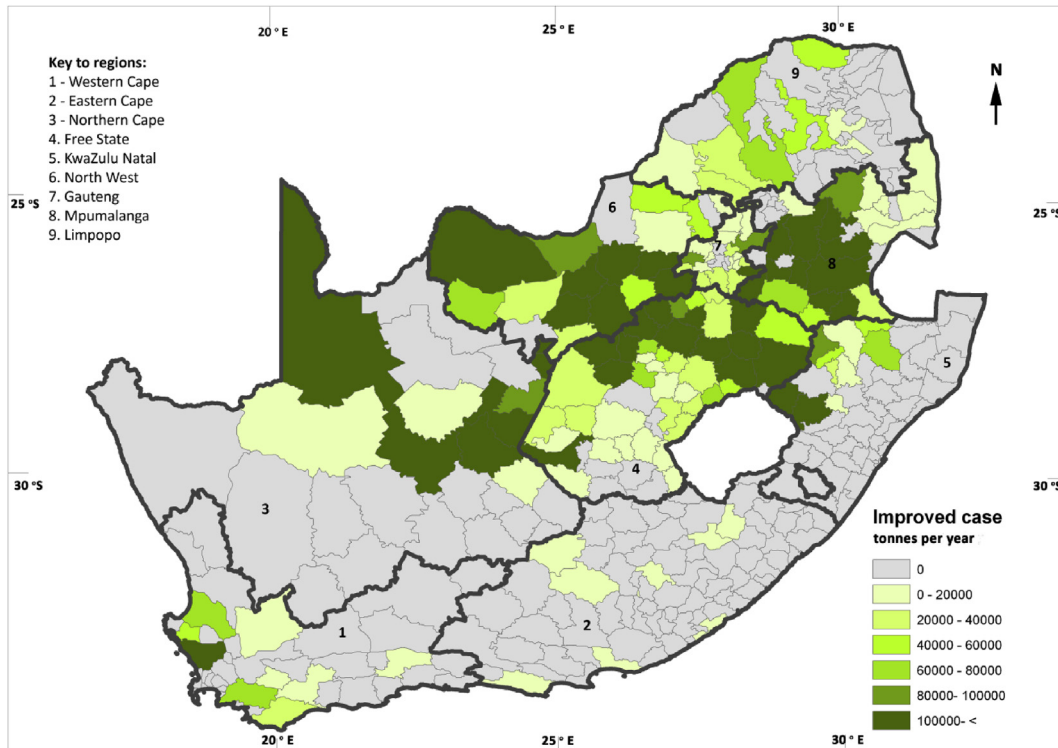 20 ° E
25 ° E
30 ° E
Key to regions:
1 - Western Cape
2 - Eastern Cape
3 - Northern Cape
4. Free State
5. KwaZulu Natal
6. North West
7. Gauteng
8. Mpumalanga
9. Limpopo
N
9
25 °S
25 °S
6
7
8
5
4
30 °S
30 °S
3
2
1
Improved case
tonnes per year
0
0 - 20000
20000 - 40000
40000 - 60000
60000 - 80000
80000- 100000
100000- <
20 ° E
25 ° E
30 ° E